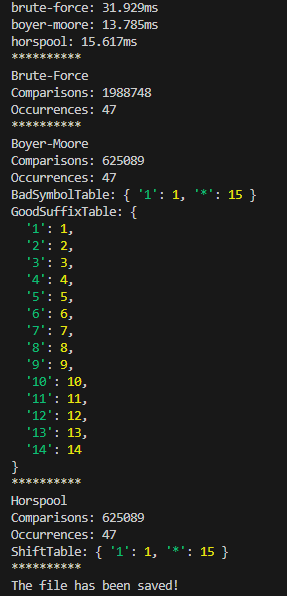 brute-force: 31.929ms
boyer-moore: 13.785ms
horspool: 15.617ms
**********
Brute-Force
Comparisons: 1988748
Occurrences: 47
**********
Boyer-Moore
Comparisons: 625089
Occurrences: 47
BadSymbolTable: { '1': 1, '*': 15 }
GoodSuffixTable: {
  '1': 1,
  '2': 2,
  '3': 3,
  '4': 4,
  '5': 5,
  '6': 6,
  '7': 7,
  '8': 8,
  '9': 9,
  '10': 10,
  '11': 11,
  '12': 12,
  '13': 13,
  '14': 14
}
**********
Horspool
Comparisons: 625089
Occurrences: 47
ShiftTable: { '1': 1, '*': 15 }
**********
The file has been saved!